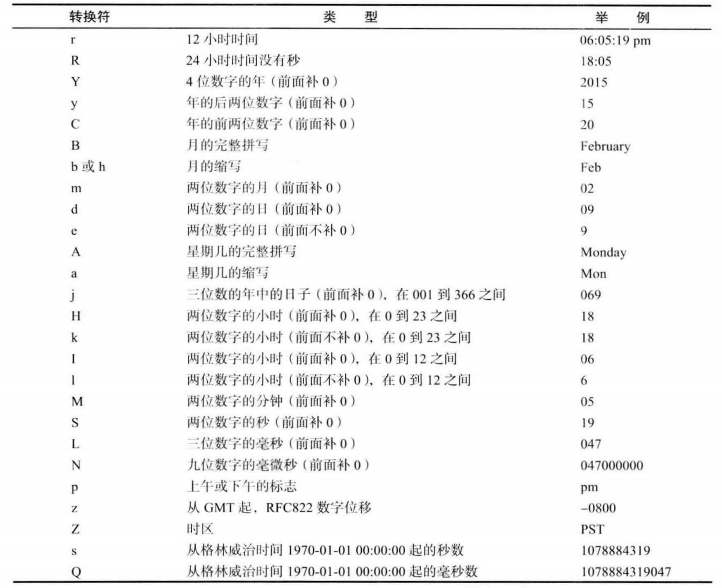 转换符 类 型 举 例
r 12 小时时间 06:05:19 pm
R 24 小时时间没有秒 18:05
Y 4 位数字的年（前面补 0） 2015
y 年的后两位数字（前面补 0） 15
C 年的前两位数字（前面补 0） 20
B 月的完整拼写 February
b 或 h 月的缩写 Feb
m 两位数字的月（前面补 0） 02
d 两位数字的日（前面补 0） 09
e 两位数字的日（前面不补 0） 9
A 星期几的完整拼写 Monday
a 星期几的缩写 Mon
j 三位数的年中的日子（前面补 0），在 001 到 366 之间 069
H 两位数字的小时（前面补 0），在 0 到 23 之间 18
k 两位数字的小时（前面不补 0），在 0 到 23 之间 18
I 两位数字的小时（前面补 0），在 0 到 12 之间 06
l 两位数字的小时（前面不补 0），在 0 到 12 之间 6
M 两位数字的分钟（前面补 0） 05
S 两位数字的秒（前面补 0） 19
L 三位数字的毫秒（前面补 0） 047
N 九位数字的毫微秒（前面补 0） 047000000
p 上午或下午的标志 pm
z 从 GMT 起，RFC822 数字位移 -0800
Z 时区 PST
s 从格林威治时间 1970-01-01 00:00:00 起的秒数 1078884319
Q 从格林威治时间 1970-01-01 00:00:00 起的毫秒数 1078884319047